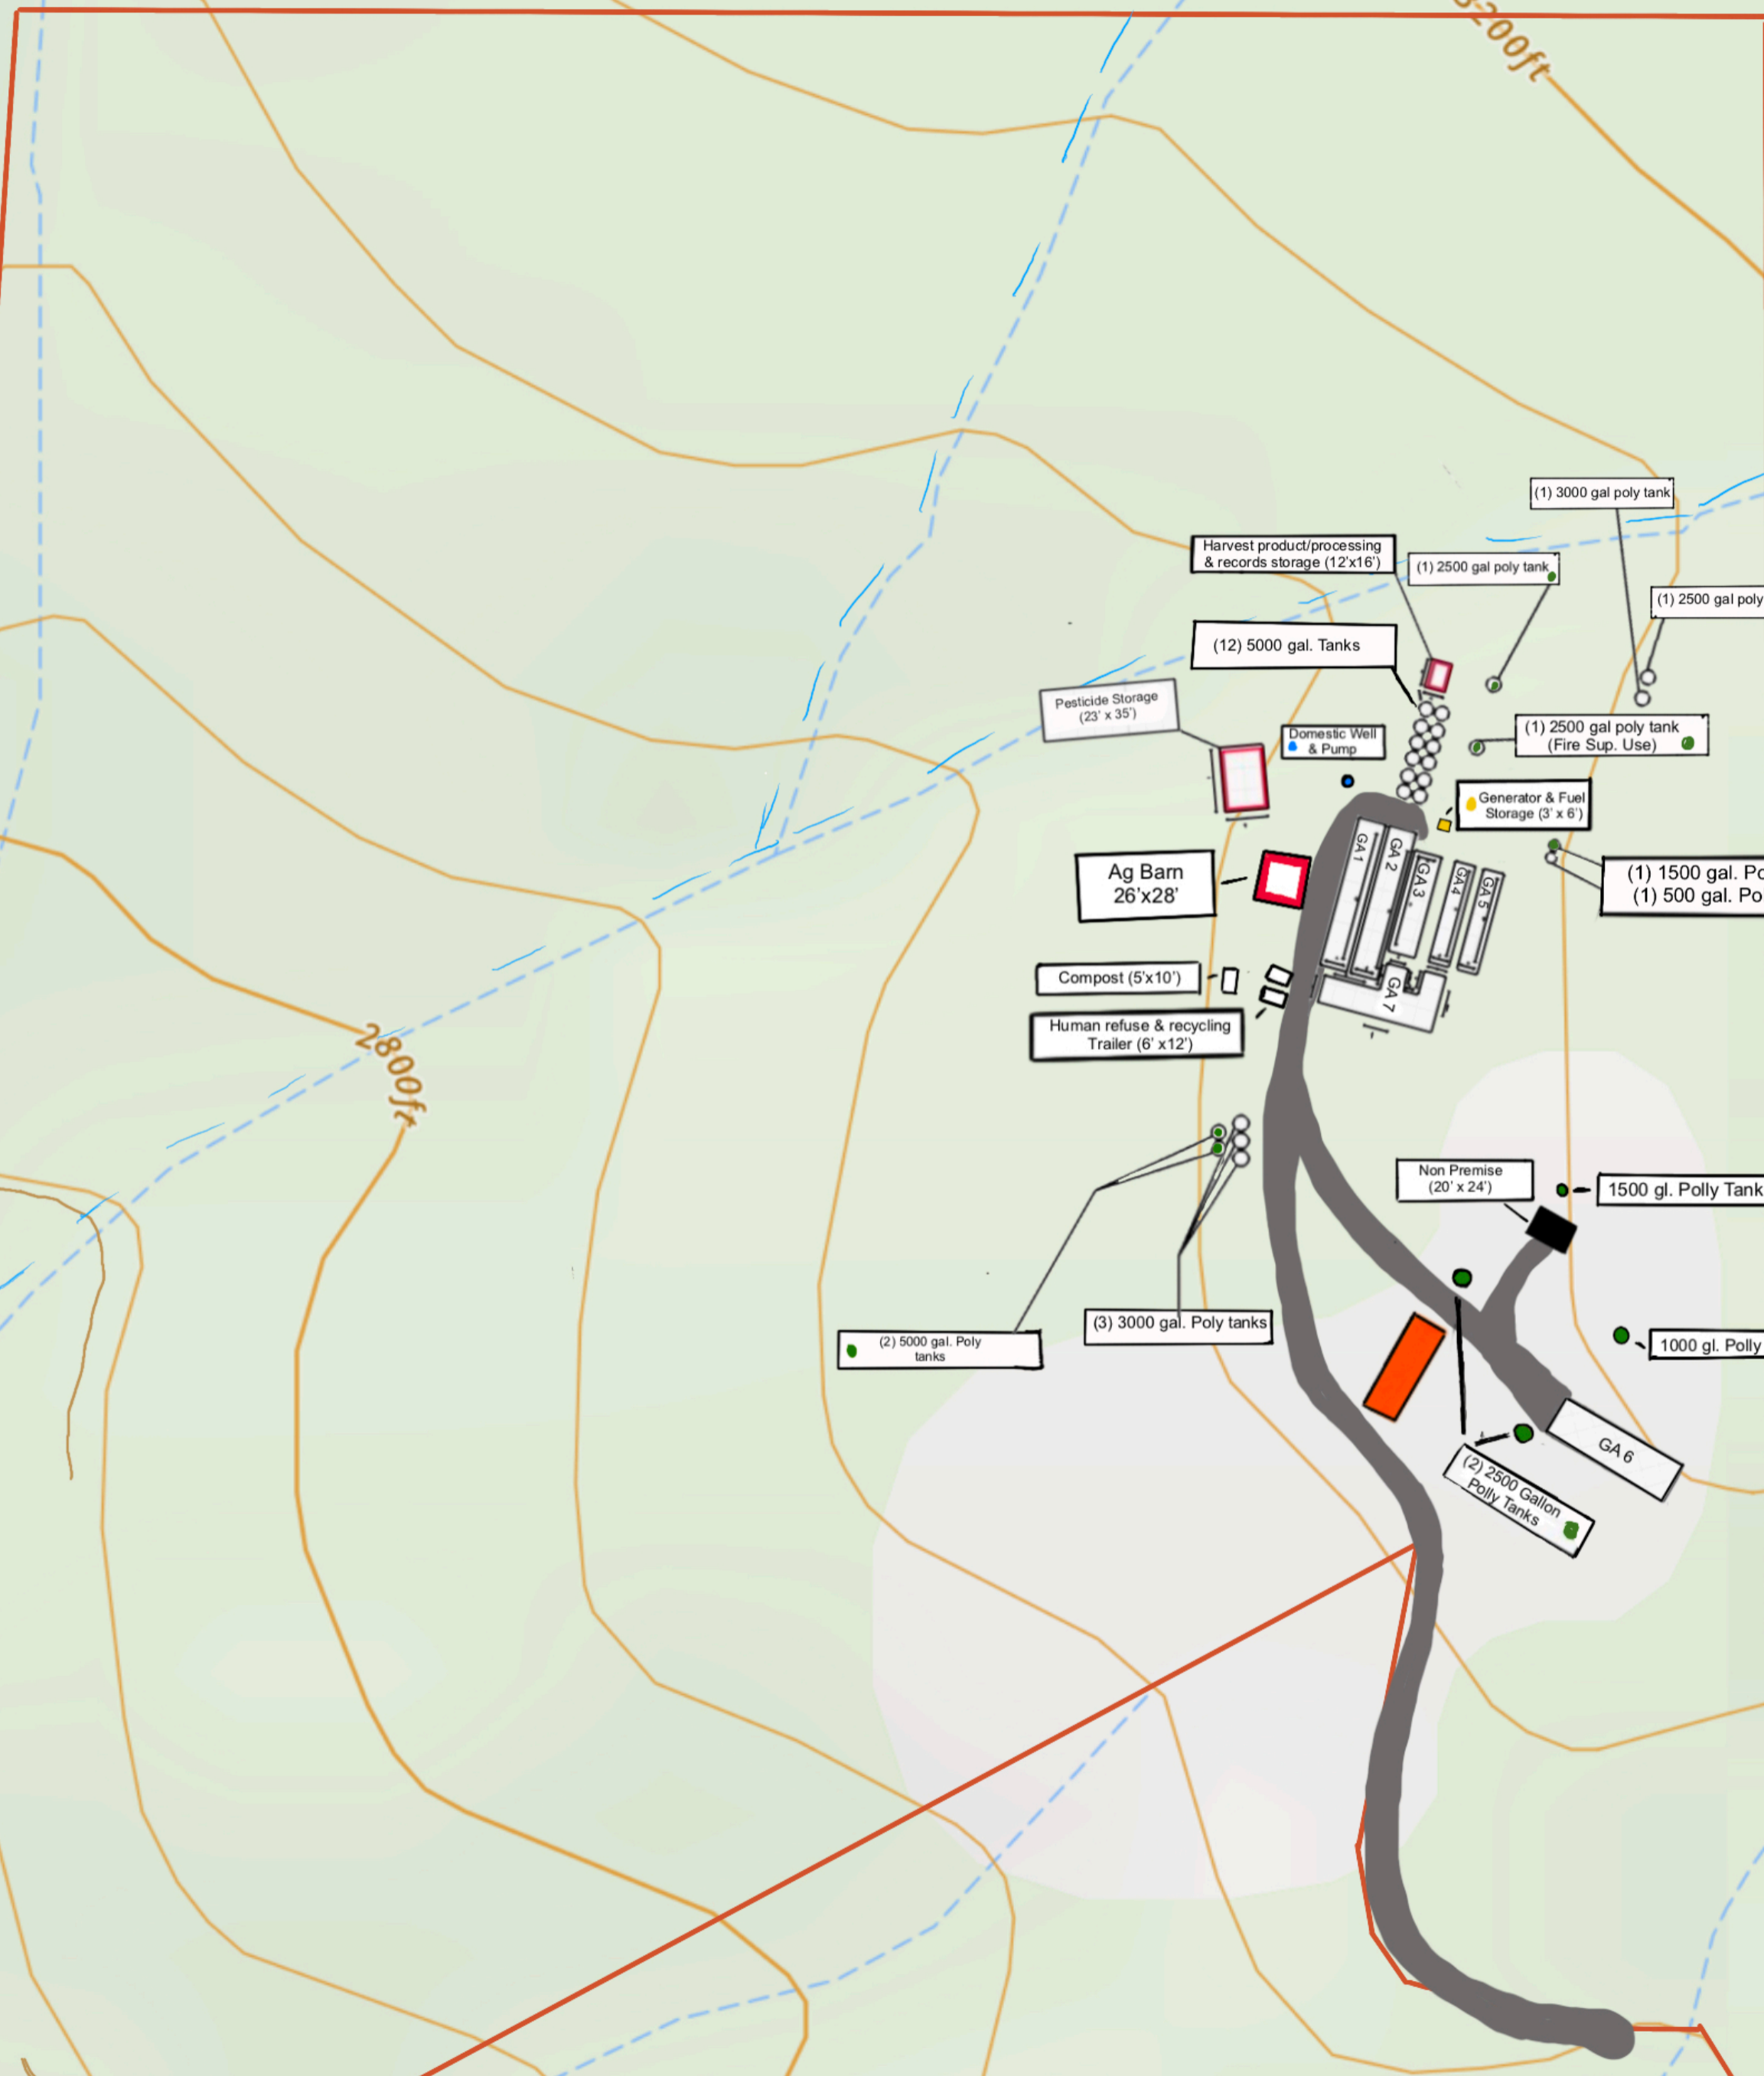 3200ft
(1) 3000 gal poly tank
Harvest product/processing
& records storage (12'x16')
(1) 2500 gal poly tank
(1) 2500 gal poly
(12) 5000 gal. Tanks
Pesticide Storage
(23' x 35')
Domestic Well
& Pump
(1) 2500 gal poly tank
(Fire Sup. Use)
Generator & Fuel
Storage (3' x 6')
GA 1
GA 2
GA 3
GA 4
GA 5
Ag Barn
26'x28'
(1) 1500 gal. Po
(1) 500 gal. Po
Compost (5'x10')
GA 7
Human refuse & recycling
Trailer (6' x12')
2800ft
Non Premise
(20' x 24')
1500 gl. Polly Tank
(3) 3000 gal. Poly tanks
(2) 5000 gal. Poly
tanks
1000 gl. Polly
GA 6
(2) 2500 Gallon
Polly Tanks